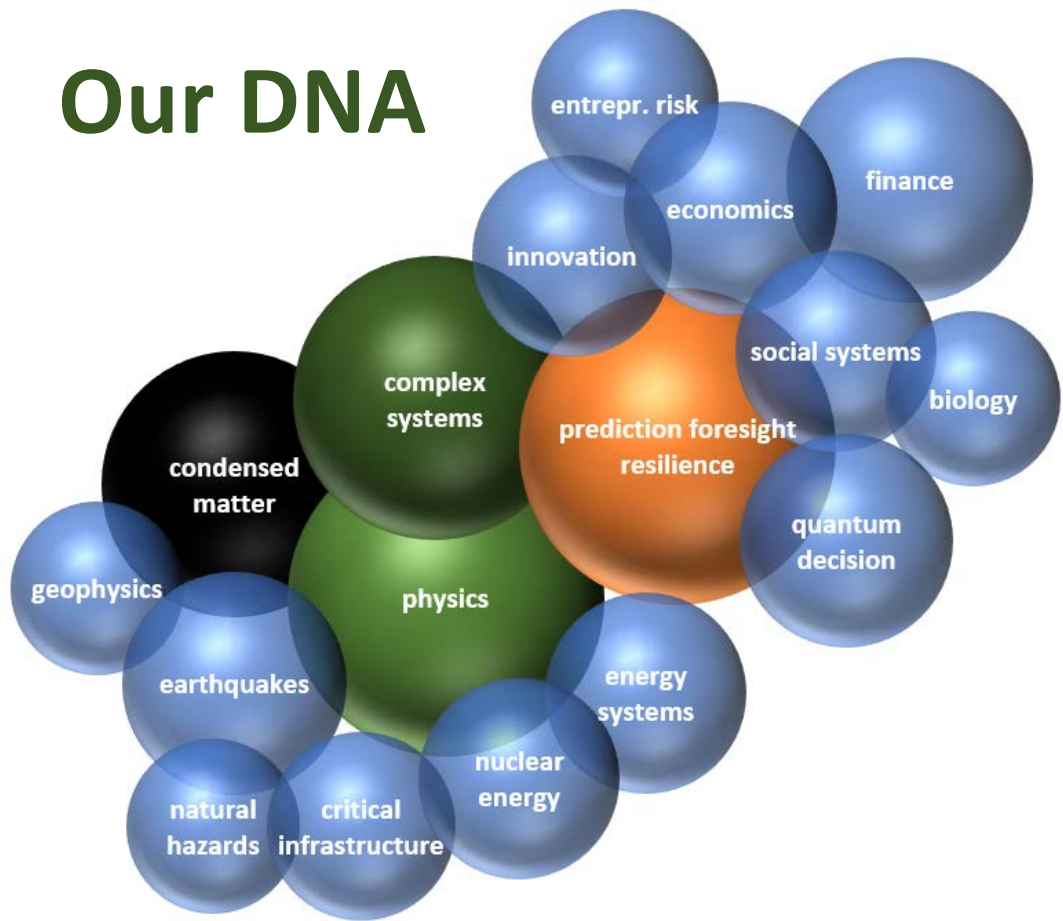 Our DNA
entrepr. risk
finance
economics
innovation
social systems
complex
systems
biology
prediction foresight
resilience
condensed
matter
quantum
decision
geophysics
physics
earthquakes
energy
systems
nuclear
energy
natural
hazards
critical
infrastructure